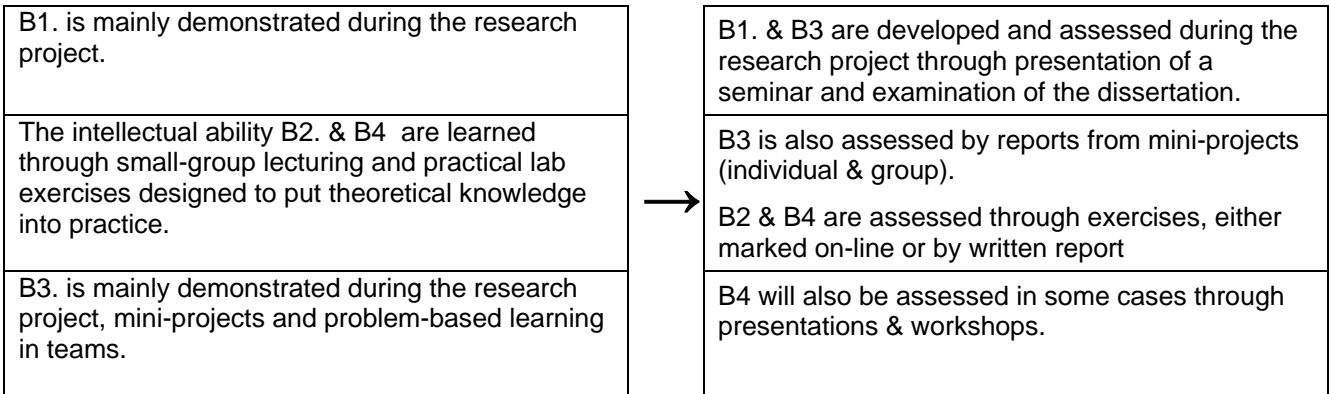 B1. is mainly demonstrated during the research
project.
The intellectual ability B2. & B4  are learned
through small-group lecturing and practical lab
exercises designed to put theoretical knowledge
into practice.
B3. is mainly demonstrated during the research
project, mini-projects and problem-based learning
in teams.
→
B1. & B3 are developed and assessed during the
research project through presentation of a
seminar and examination of the dissertation.
B3 is also assessed by reports from mini-projects
(individual & group).
B2 & B4 are assessed through exercises, either
marked on-line or by written report
B4 will also be assessed in some cases through
presentations & workshops.